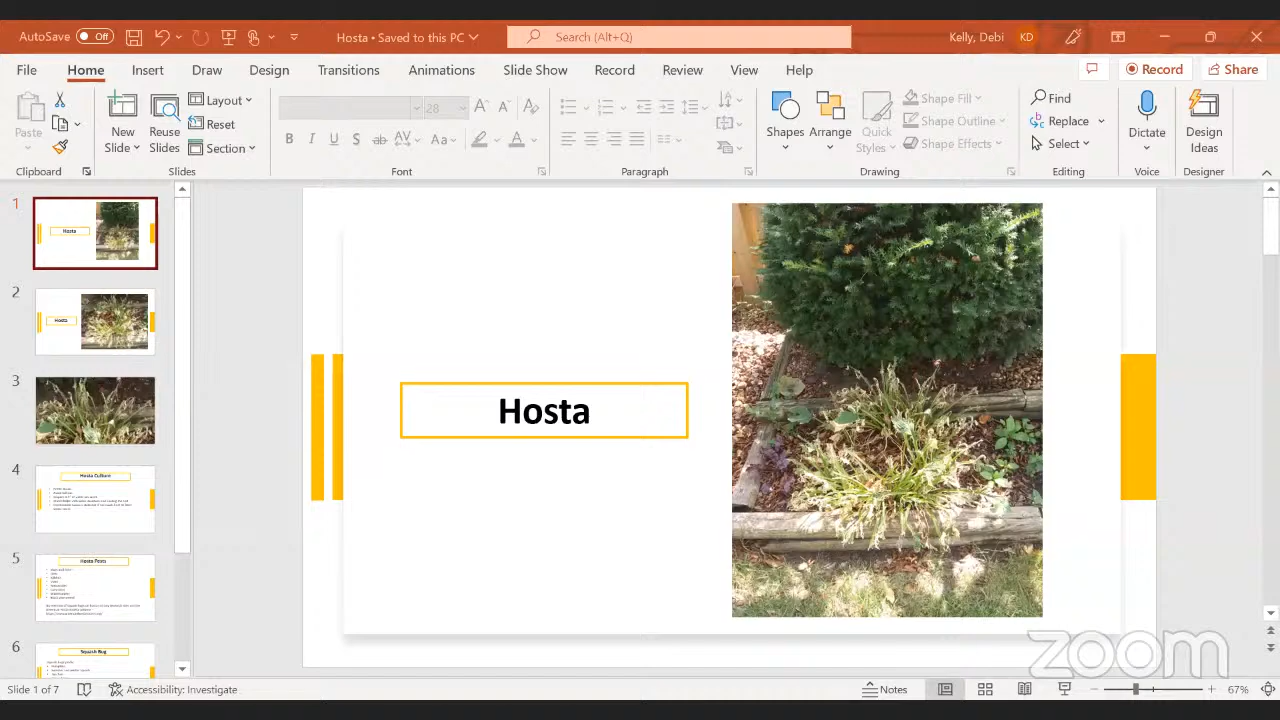 AutoSave Off Hosta • Saved to this PC Search (Alt+Q) Kelly, Debi KD
File Home Insert Draw Design Transitions Animations Slide Show Record Review View Help Record Share
Paste New Slide Reuse Slides Layout Reset Section 28 Shapes Arrange Quick Styles Shape Fill Shape Outline Shape Effects Find Replace Select Dictate Design Ideas
Clipboard Slides Font Paragraph Drawing Editing Voice Designer
1
Hosta
2
Hosta
3
4
Hosta Culture
5
Hosta Pests
6
Squash Bug
Hosta
zoom
Slide 1 of 7 Accessibility: Investigate Notes 67%